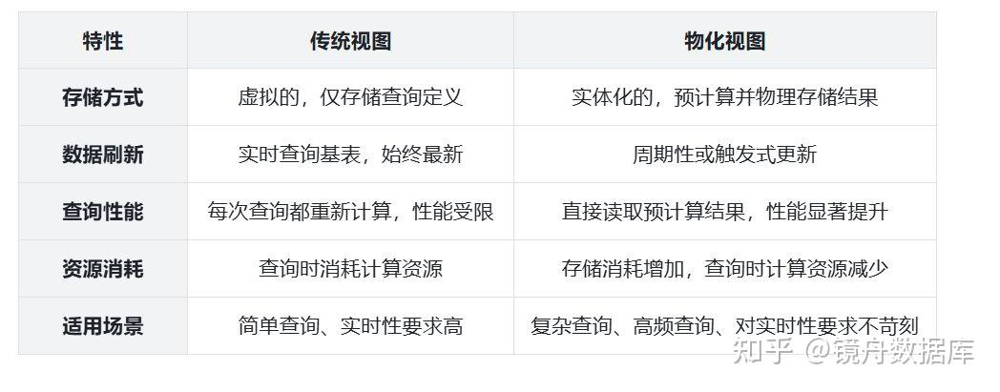 特性 传统视图 物化视图
存储方式 虚拟的，仅存储查询定义 实体化的，预计算并物理存储结果
数据刷新 实时查询基表，始终最新 周期性或触发式更新
查询性能 每次查询都重新计算，性能受限 直接读取预计算结果，性能显著提升
资源消耗 查询时消耗计算资源 存储消耗增加，查询时计算资源减少
适用场景 简单查询、实时性要求高 复杂查询、高频查询、对实时性要求不苛刻
知乎 @镜舟数据库